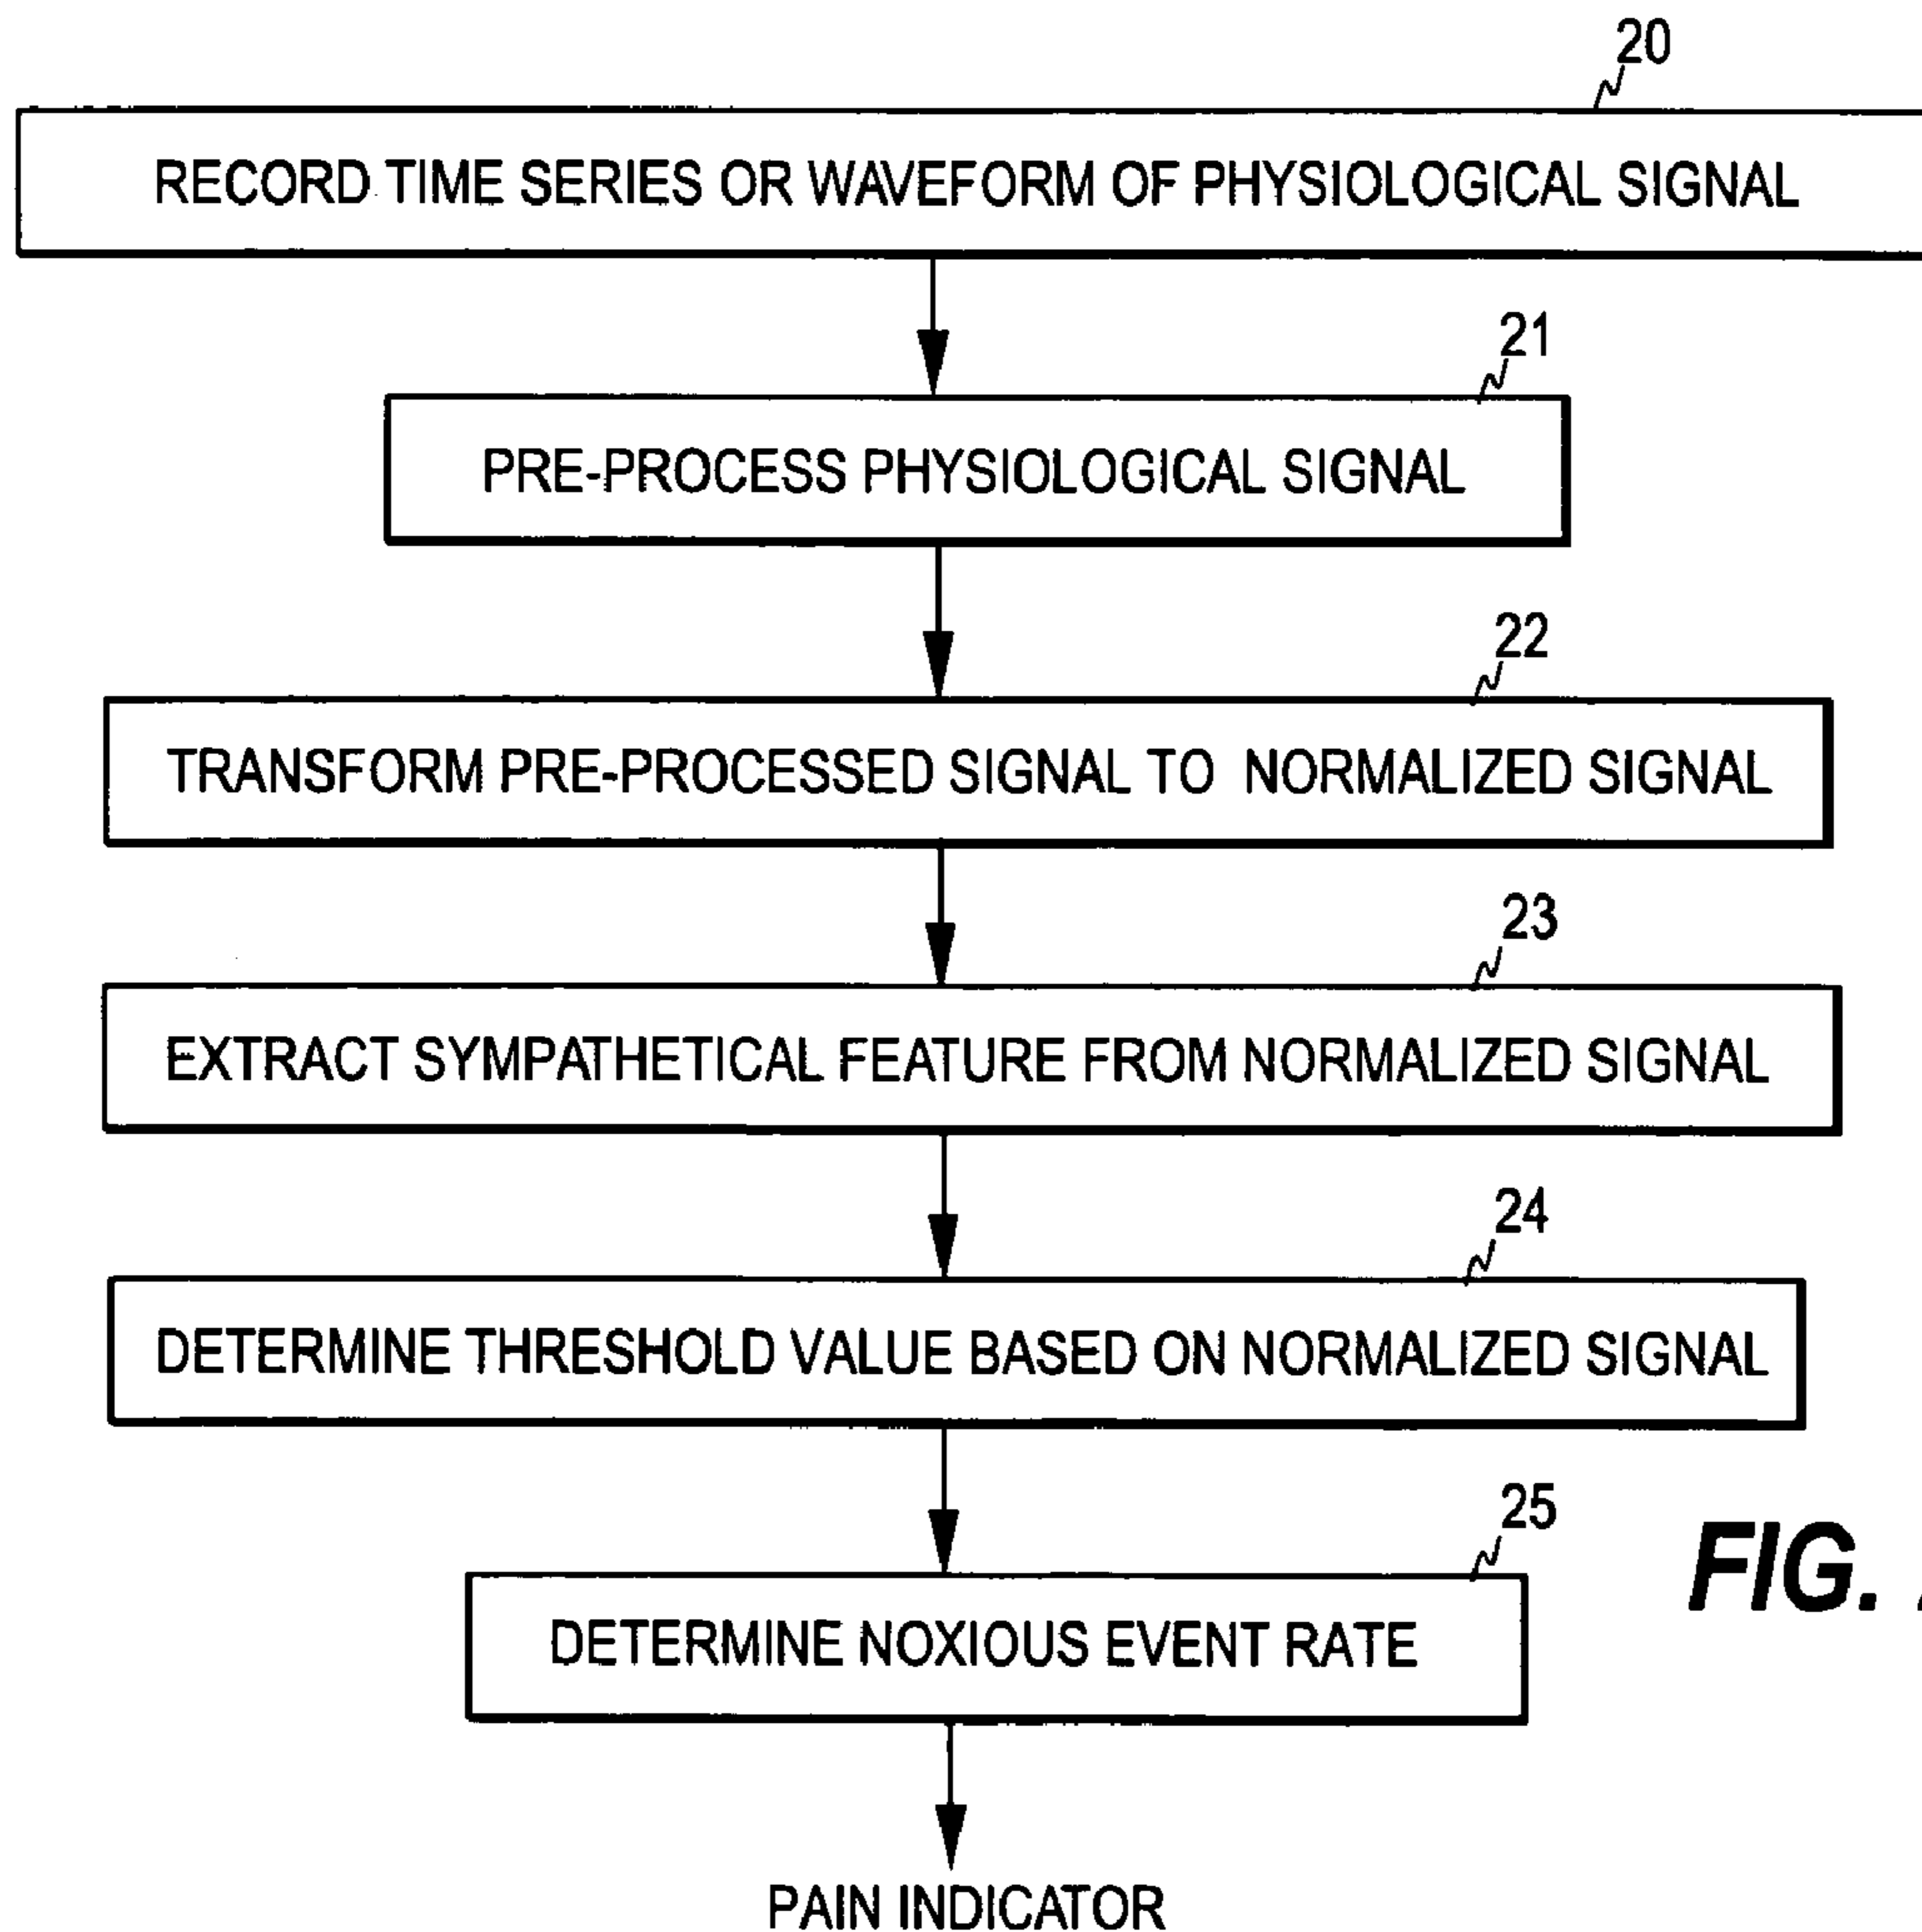 20
RECORD TIME SERIES OR WAVEFORM OF PHYSIOLOGICAL SIGNAL
21
PRE-PROCESS PHYSIOLOGICAL SIGNAL
22
TRANSFORM PRE-PROCESSED SIGNAL TO NORMALIZED SIGNAL
23
EXTRACT SYMPATHETICAL FEATURE FROM NORMALIZED SIGNAL
24
DETERMINE THRESHOLD VALUE BASED ON NORMALIZED SIGNAL
25
DETERMINE NOXIOUS EVENT RATE
FIG.
PAIN INDICATOR